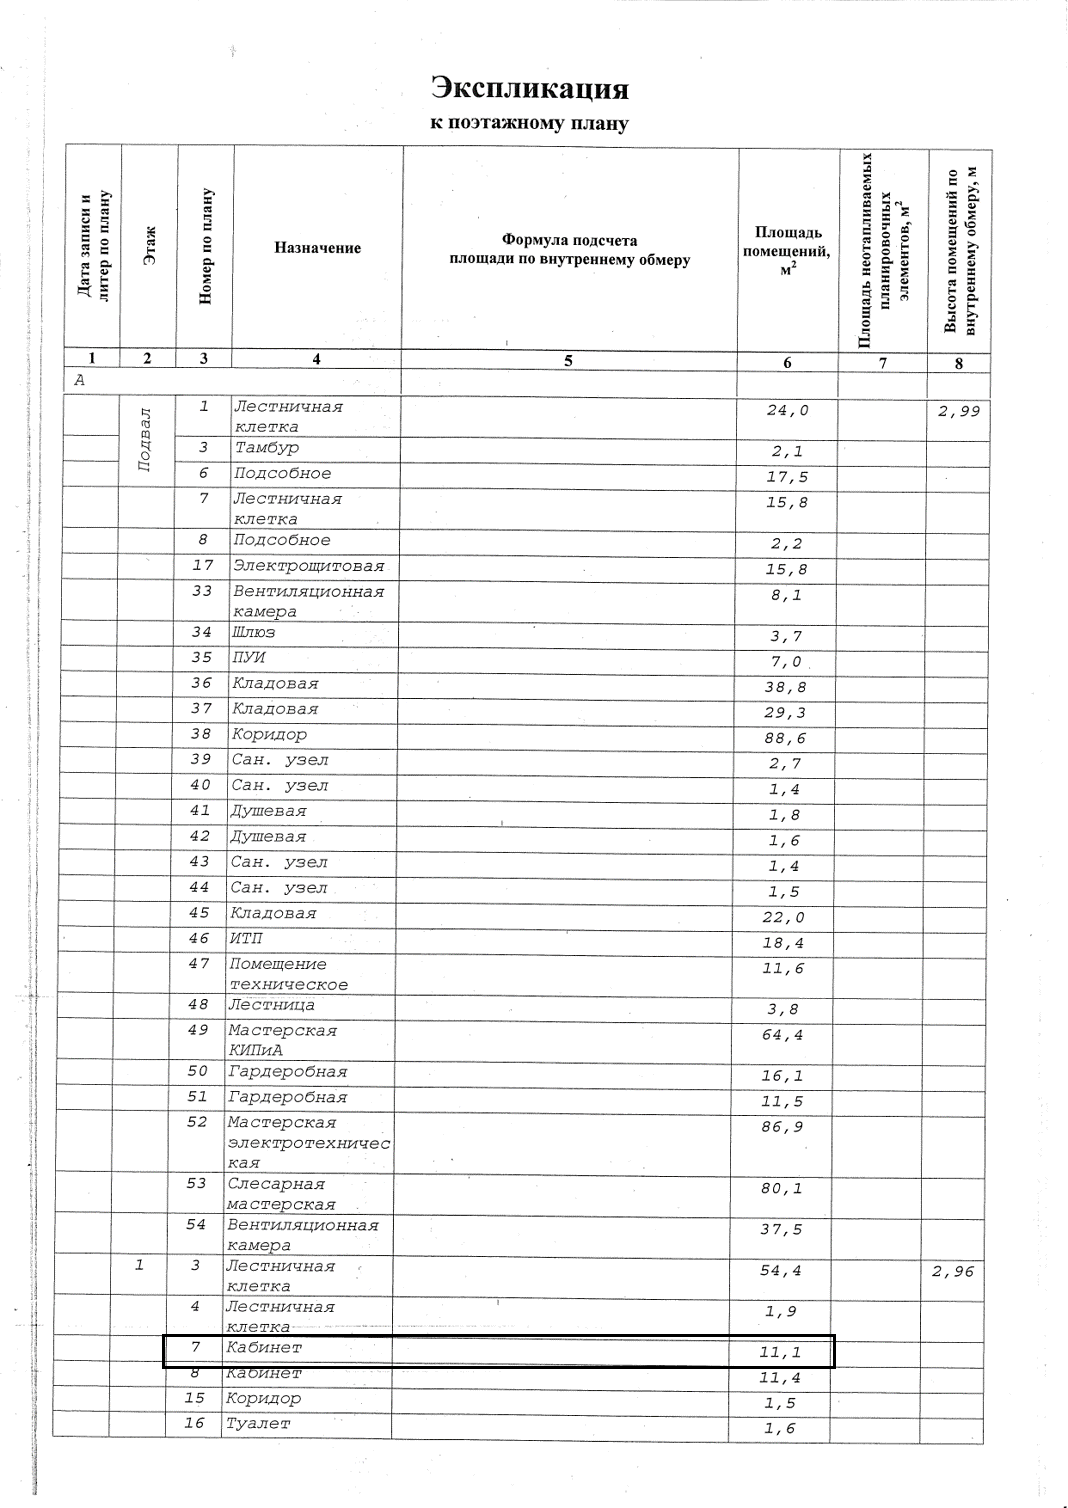 Экспликация
к поэтажному плану
Дата записи и литер по плану
Этаж
Номер по плану
Назначение
Формула подсчета
площади по внутреннему обмеру
Площадь
помещений,
м2
Площадь неотапливаемых планировочных элементов, м2
Высота помещений по внутреннему обмеру, м
1 2 3 4 5 6 7 8
А
Подвал
1 Лестничная 24,0 2,99
клетка
3 Тамбур 2,1
6 Подсобное 17,5
7 Лестничная 15,8
клетка
8 Подсобное 2,2
17 Электрощитовая 15,8
33 Вентиляционная 8,1
камера
34 Шлюз 3,7
35 ПУИ 7,0
36 Кладовая 38,8
37 Кладовая 29,3
38 Коридор 88,6
39 Сан. узел 2,7
40 Сан. узел 1,4
41 Душевая 1,8
42 Душевая 1,6
43 Сан. узел 1,4
44 Сан. узел 1,5
45 Кладовая 22,0
46 ИТП 18,4
47 Помещение 11,6
техническое
48 Лестница 3,8
49 Мастерская 64,4
КИПиА
50 Гардеробная 16,1
51 Гардеробная 11,5
52 Мастерская 86,9
электротехничес
кая
53 Слесарная 80,1
мастерская
54 Вентиляционная 37,5
камера
1 3 Лестничная 54,4 2,96
клетка
4 Лестничная 1,9
клетка
7 Кабинет 11,1
8 Кабинет 11,4
15 Коридор 1,5
16 Туалет 1,6